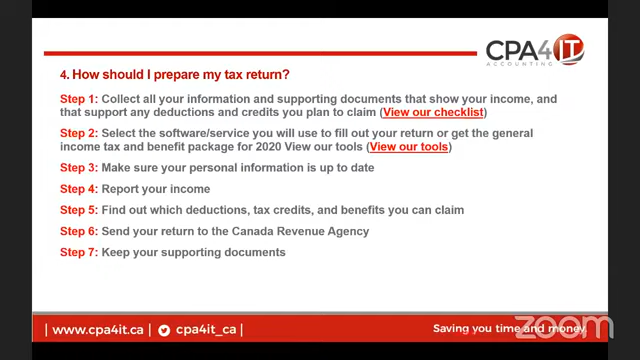 CPA4IT
ACCOUNTING
4. How should I prepare my tax return?
Step 1: Collect all your information and supporting documents that show your income, and
that support any deductions and credits you plan to claim (View our checklist)
Step 2: Select the software/service you will use to fill out your return or get the general
income tax and benefit package for 2020 View our tools (View our tools)
Step 3: Make sure your personal information is up to date
Step 4: Report your income
Step 5: Find out which deductions, tax credits, and benefits you can claim
Step 6: Send your return to the Canada Revenue Agency
Step 7: Keep your supporting documents
| www.cpa4it.ca | cpa4it_ca | Saving you time and money.
zoom